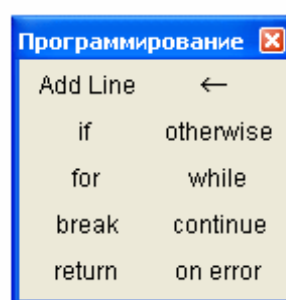 Программирование
Add Line ←
if otherwise
for while
break continue
return on error